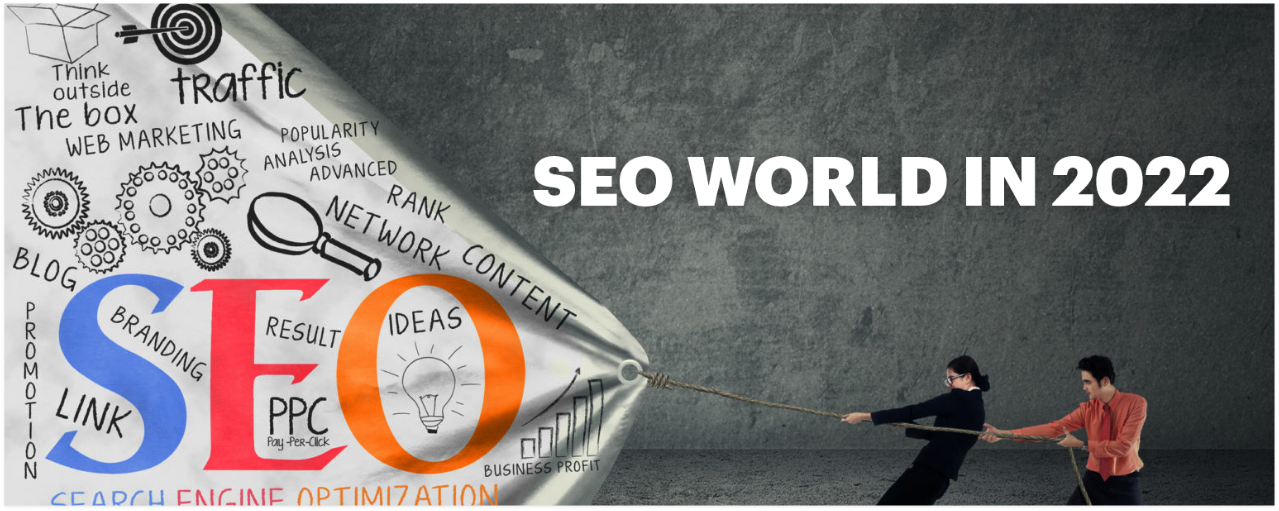 Think
outside
The box
traffic
WEB MARKETING
POPULARITY
ANALYSIS
ADVANCED
RANK
NETWORK
CONTENT
BLOG
SEO
BRANDING
RESULT
IDEAS
PROMOTION
LINK
PPC
Pay-Per-Click
BUSINESS PROFIT
SEARCH ENGINE OPTIMIZATION
SEO WORLD IN 2022